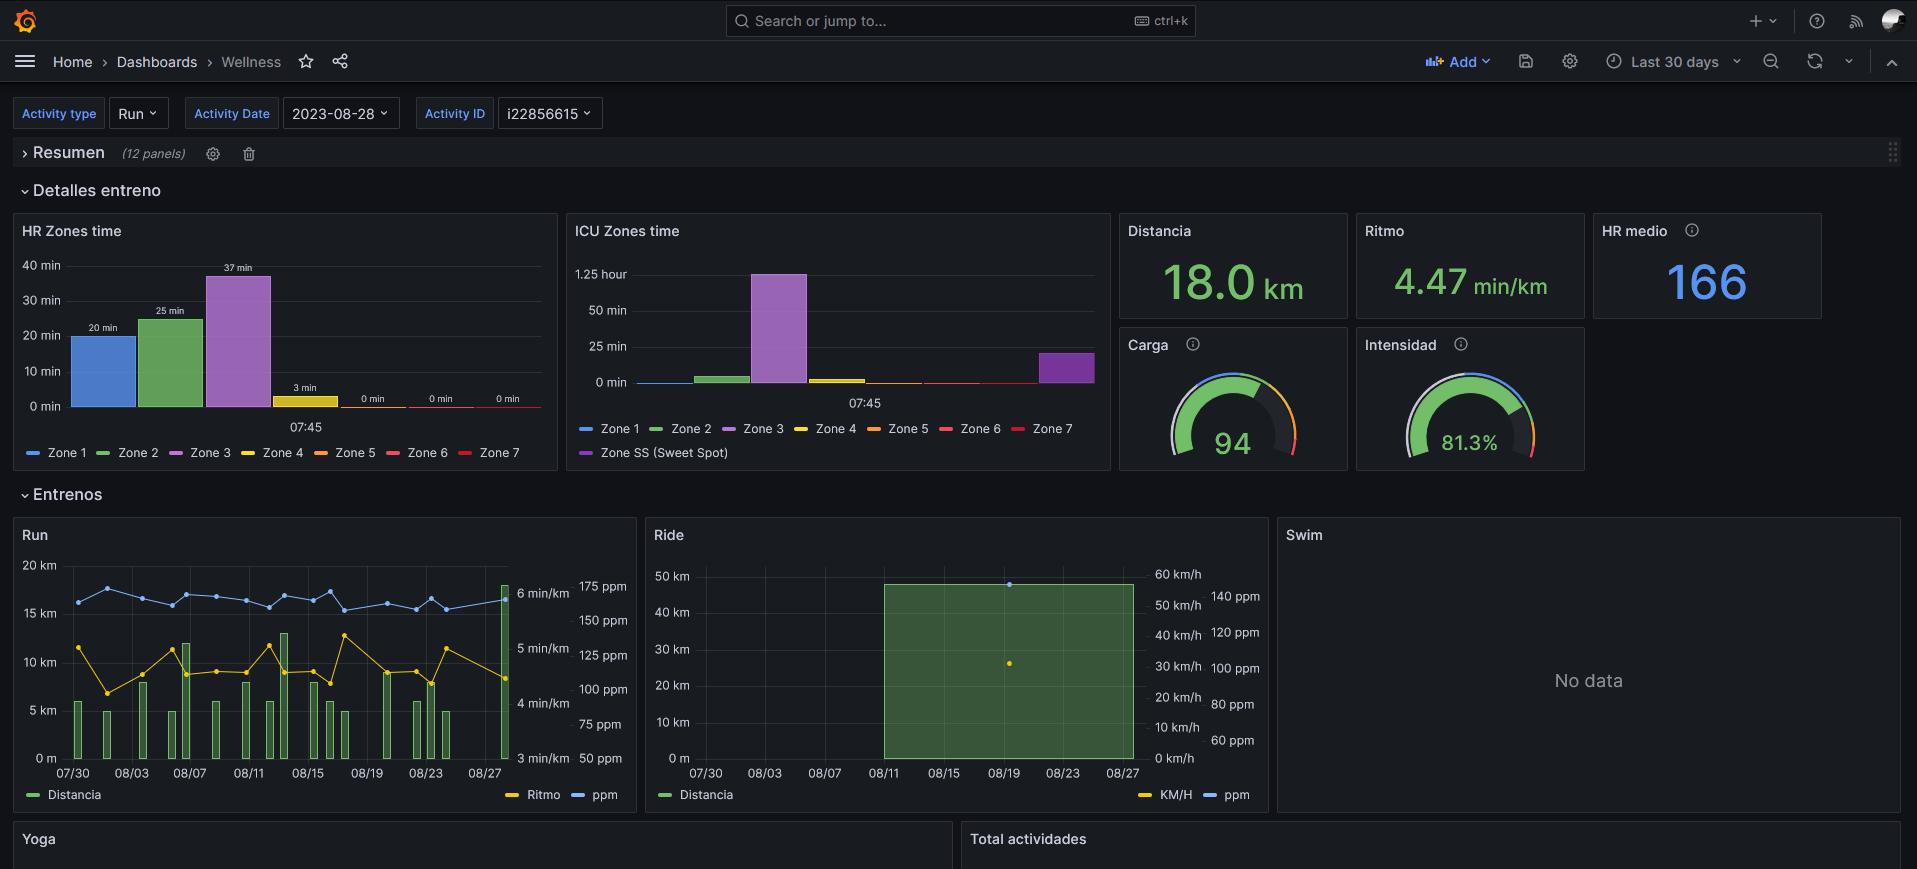 Search or jump to... ctrl+k
Home › Dashboards › Wellness Add Last 30 days
Activity type Run Activity Date 2023-08-28 Activity ID i22856615
Resumen (12 panels)
Detalles entreno
HR Zones time
40 min
30 min
20 min
10 min
0 min
20 min
25 min
37 min
3 min
0 min
0 min
0 min
07:45
Zone 1 Zone 2 Zone 3 Zone 4 Zone 5 Zone 6 Zone 7
ICU Zones time
1.25 hour
50 min
25 min
0 min
07:45
Zone 1 Zone 2 Zone 3 Zone 4 Zone 5 Zone 6 Zone 7
Zone SS (Sweet Spot)
Distancia
18.0 km
Ritmo
4.47 min/km
HR medio
166
Carga
94
Intensidad
81.3%
Entrenos
Run
20 km
15 km
10 km
5 km
0 m
6 min/km
5 min/km
4 min/km
3 min/km
175 ppm
150 ppm
125 ppm
100 ppm
75 ppm
50 ppm
07/30 08/03 08/07 08/11 08/15 08/19 08/23 08/27
Distancia Ritmo ppm
Ride
50 km
40 km
30 km
20 km
10 km
0 m
60 km/h
50 km/h
40 km/h
30 km/h
20 km/h
10 km/h
0 km/h
140 ppm
120 ppm
100 ppm
80 ppm
60 ppm
07/30 08/03 08/07 08/11 08/15 08/19 08/23 08/27
Distancia KM/H ppm
Swim
No data
Yoga
Total actividades